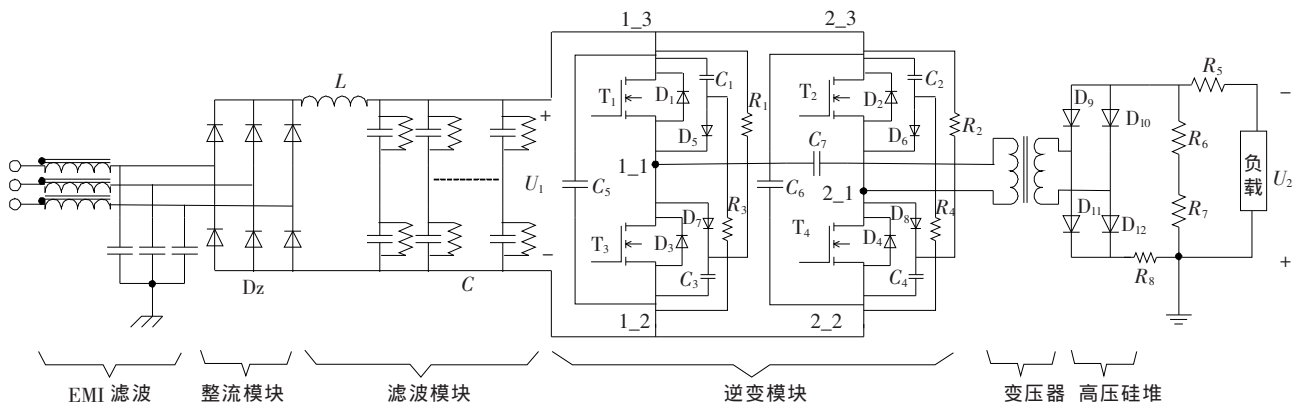 1_3
2_3
L
T1
D1
C1
R1
D5
T2
D2
C2
R2
D6
1_1
C7
2_1
U1
C5
C6
T3
D3
D7
R3
C3
T4
D4
D8
R4
C4
1_2
2_2
Dz
C
D9
D10
D11
D12
R5
R6
R7
R8
负载
U2
+
−
−
+
EMI 滤波
整流模块
滤波模块
逆变模块
变压器
高压硅堆